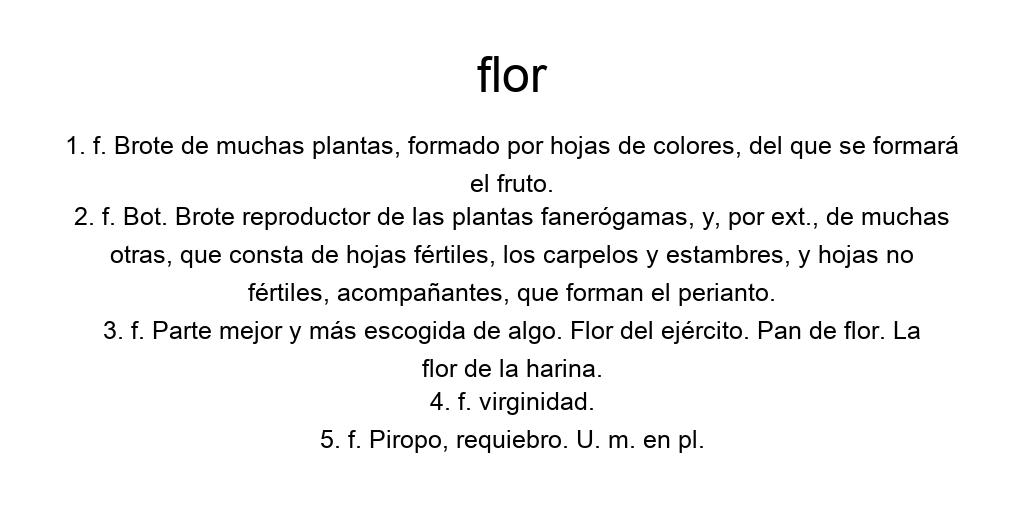 flor
1. f. Brote de muchas plantas, formado por hojas de colores, del que se formará
el fruto.
2. f. Bot. Brote reproductor de las plantas fanerógamas, y, por ext., de muchas
otras, que consta de hojas fértiles, los carpelos y estambres, y hojas no
fértiles, acompañantes, que forman el perianto.
3. f. Parte mejor y más escogida de algo. Flor del ejército. Pan de flor. La
flor de la harina.
4. f. virginidad.
5. f. Piropo, requiebro. U. m. en pl.